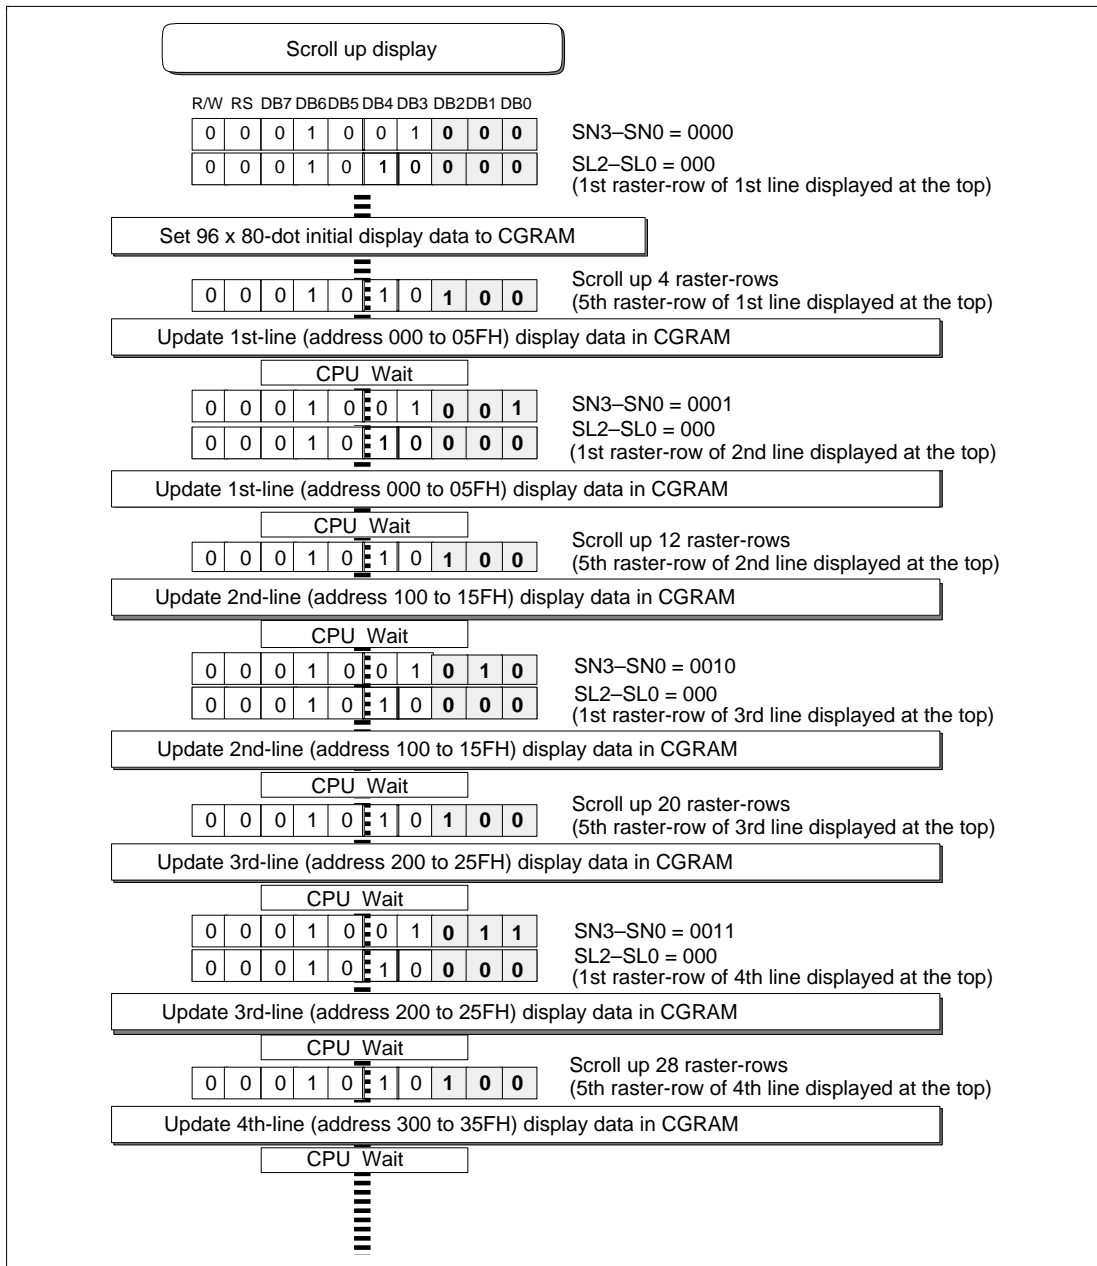 Scroll up display
R/W RS DB7 DB6 DB5 DB4 DB3 DB2 DB1 DB0
0 0 0 1 0 0 1 0 0 0 SN3–SN0 = 0000
0 0 0 1 0 1 0 0 0 0 SL2–SL0 = 000
(1st raster-row of 1st line displayed at the top)
Set 96 x 80-dot initial display data to CGRAM
Scroll up 4 raster-rows
0 0 0 1 0 1 0 1 0 0 (5th raster-row of 1st line displayed at the top)
Update 1st-line (address 000 to 05FH) display data in CGRAM
CPU Wait
0 0 0 1 0 0 1 0 0 1 SN3–SN0 = 0001
0 0 0 1 0 1 0 0 0 0 SL2–SL0 = 000
(1st raster-row of 2nd line displayed at the top)
Update 1st-line (address 000 to 05FH) display data in CGRAM
CPU Wait
Scroll up 12 raster-rows
0 0 0 1 0 1 0 1 0 0 (5th raster-row of 2nd line displayed at the top)
Update 2nd-line (address 100 to 15FH) display data in CGRAM
CPU Wait
0 0 0 1 0 0 1 0 1 0 SN3–SN0 = 0010
0 0 0 1 0 1 0 0 0 0 SL2–SL0 = 000
(1st raster-row of 3rd line displayed at the top)
Update 2nd-line (address 100 to 15FH) display data in CGRAM
CPU Wait
Scroll up 20 raster-rows
0 0 0 1 0 1 0 1 0 0 (5th raster-row of 3rd line displayed at the top)
Update 3rd-line (address 200 to 25FH) display data in CGRAM
CPU Wait
0 0 0 1 0 0 1 0 1 1 SN3–SN0 = 0011
0 0 0 1 0 1 0 0 0 0 SL2–SL0 = 000
(1st raster-row of 4th line displayed at the top)
Update 3rd-line (address 200 to 25FH) display data in CGRAM
CPU Wait
Scroll up 28 raster-rows
0 0 0 1 0 1 0 1 0 0 (5th raster-row of 4th line displayed at the top)
Update 4th-line (address 300 to 35FH) display data in CGRAM
CPU Wait